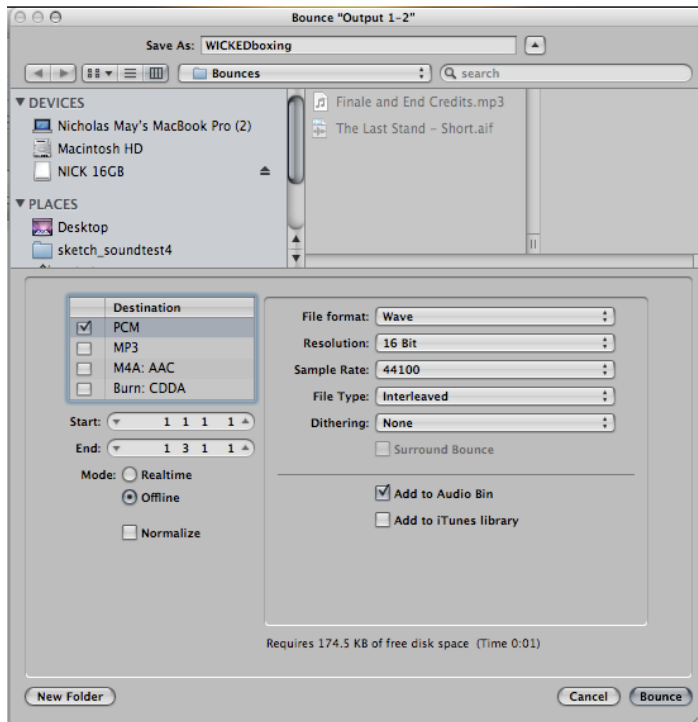 Bounce "Output 1-2"
Save As: WICKEDboxing
Bounces
search
DEVICES
Nicholas May's MacBook Pro (2)
Macintosh HD
NICK 16GB
PLACES
Desktop
sketch_soundtest4
Finale and End Credits.mp3
The Last Stand – Short.aif
Destination
PCM
MP3
M4A: AAC
Burn: CDDA
Start: 1 1 1 1
End: 1 3 1 1
Mode: Realtime
Offline
Normalize
File format: Wave
Resolution: 16 Bit
Sample Rate: 44100
File Type: Interleaved
Dithering: None
Surround Bounce
Add to Audio Bin
Add to iTunes library
Requires 174.5 KB of free disk space (Time 0:01)
New Folder
Cancel
Bounce